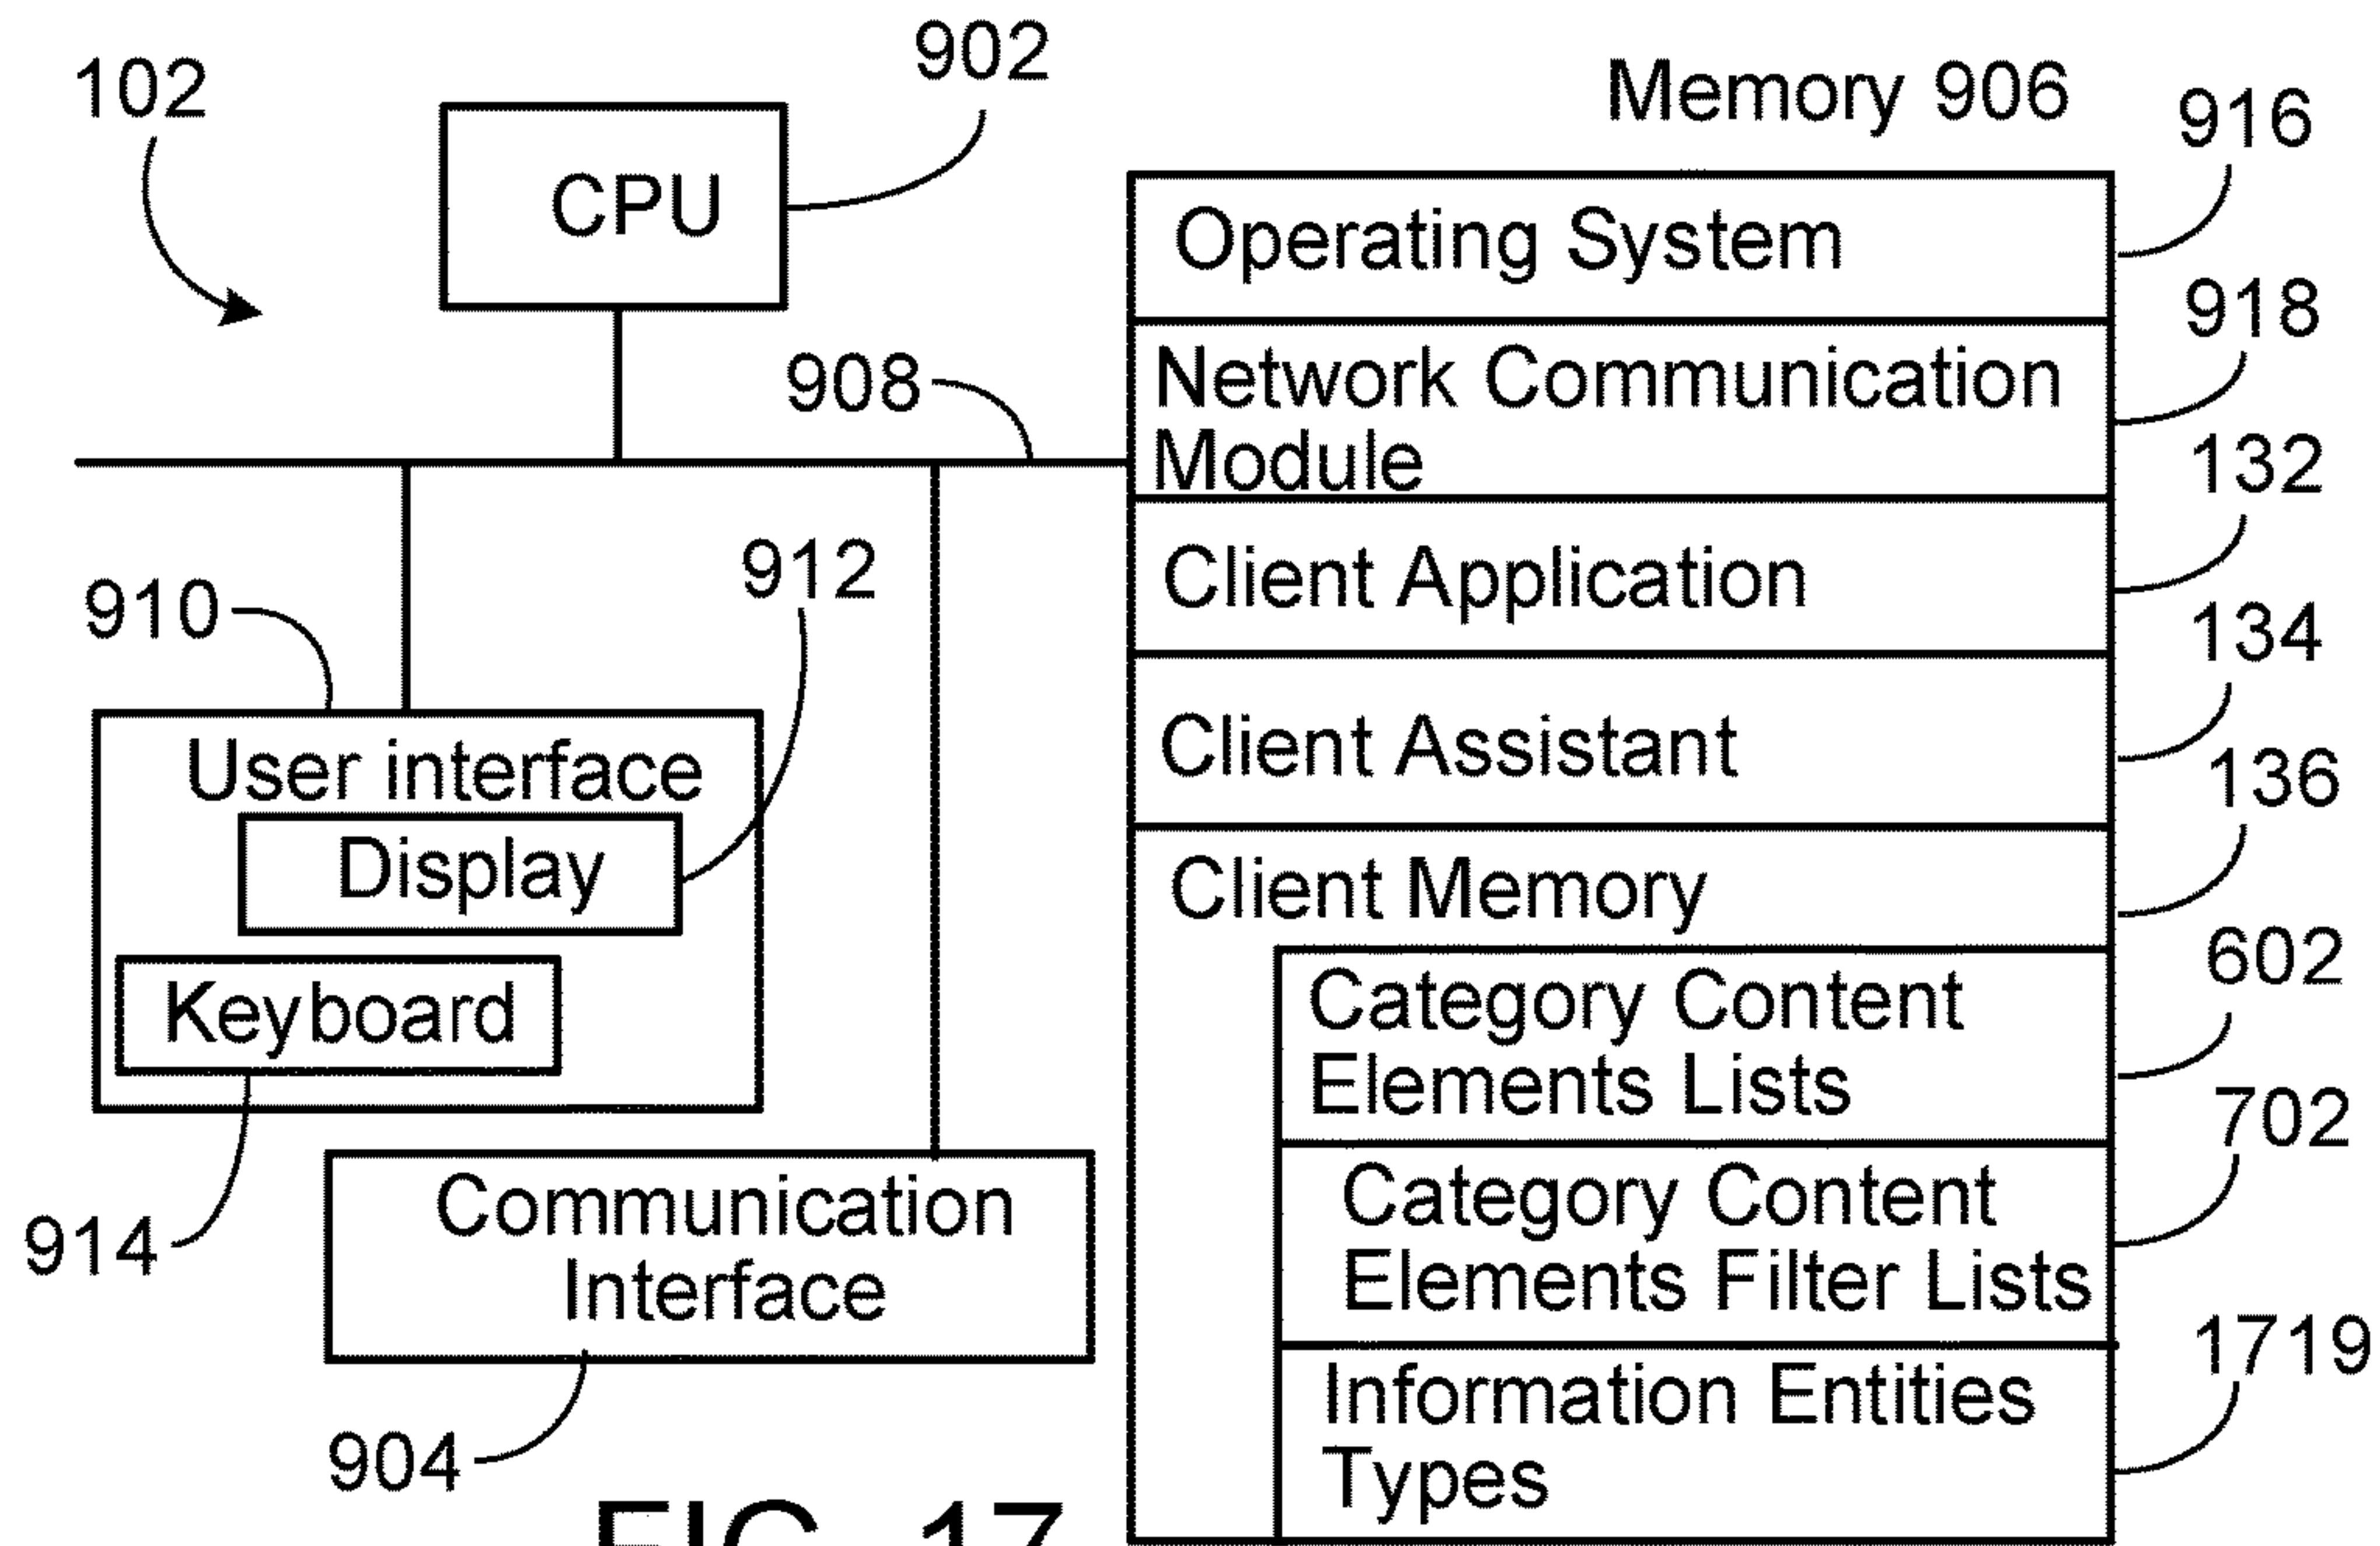 102
902
CPU
908
912
910
User interface
Display
Keyboard
914
Communication
Interface
904
Memory 906
916
Operating System
918
Network Communication
Module
132
Client Application
134
Client Assistant
136
Client Memory
602
Category Content
Elements Lists
702
Category Content
Elements Filter Lists
1719
Information Entities
Types
FIG. 17